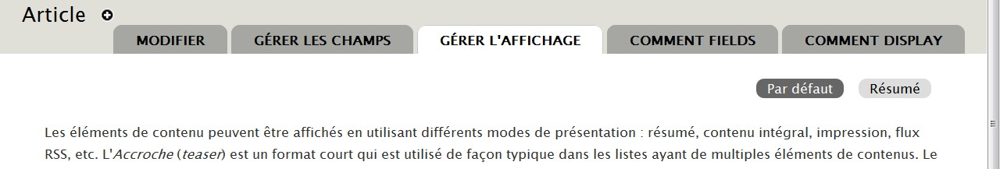 Article
MODIFIER GÉRER LES CHAMPS GÉRER L'AFFICHAGE COMMENT FIELDS COMMENT DISPLAY
Par défaut Résumé
Les éléments de contenu peuvent être affichés en utilisant différents modes de présentation : résumé, contenu intégral, impression, flux
RSS, etc. L'Accroche (teaser) est un format court qui est utilisé de façon typique dans les listes ayant de multiples éléments de contenus. Le